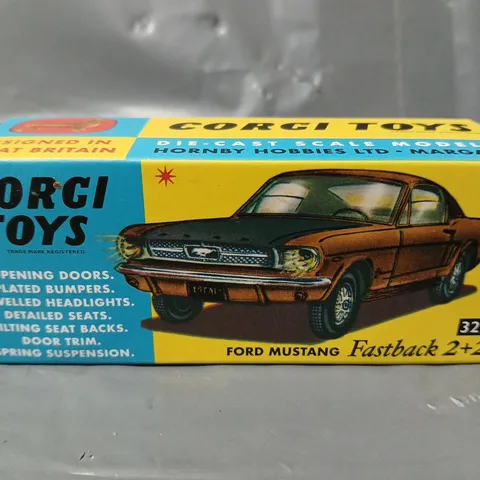 CORGI TOYS
DIE-CAST SCALE MODEL
HORNBY HOBBIES LTD · MARG
SIGNED IN
AT BRITAIN
ORGI
TOYS
TRADE MARK REGISTERED
PENING DOORS.
PLATED BUMPERS.
WELLED HEADLIGHTS.
DETAILED SEATS.
ILTING SEAT BACKS.
DOOR TRIM.
SPRING SUSPENSION.
32
FORD MUSTANG Fastback 2+2